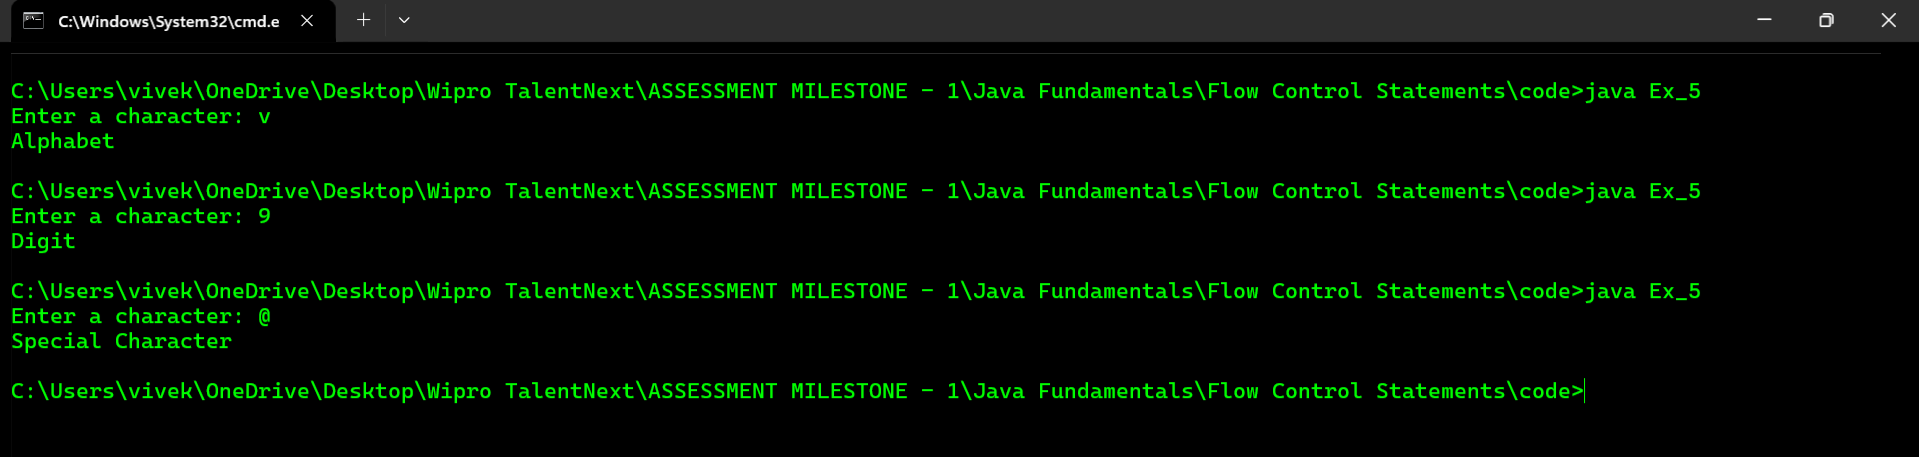 C:\Windows\System32\cmd.e
C:\Users\vivek\OneDrive\Desktop\Wipro TalentNext\ASSESSMENT MILESTONE - 1\Java Fundamentals\Flow Control Statements\code>java Ex_5
Enter a character: v
Alphabet
C:\Users\vivek\OneDrive\Desktop\Wipro TalentNext\ASSESSMENT MILESTONE - 1\Java Fundamentals\Flow Control Statements\code>java Ex_5
Enter a character: 9
Digit
C:\Users\vivek\OneDrive\Desktop\Wipro TalentNext\ASSESSMENT MILESTONE - 1\Java Fundamentals\Flow Control Statements\code>java Ex_5
Enter a character: @
Special Character
C:\Users\vivek\OneDrive\Desktop\Wipro TalentNext\ASSESSMENT MILESTONE - 1\Java Fundamentals\Flow Control Statements\code>